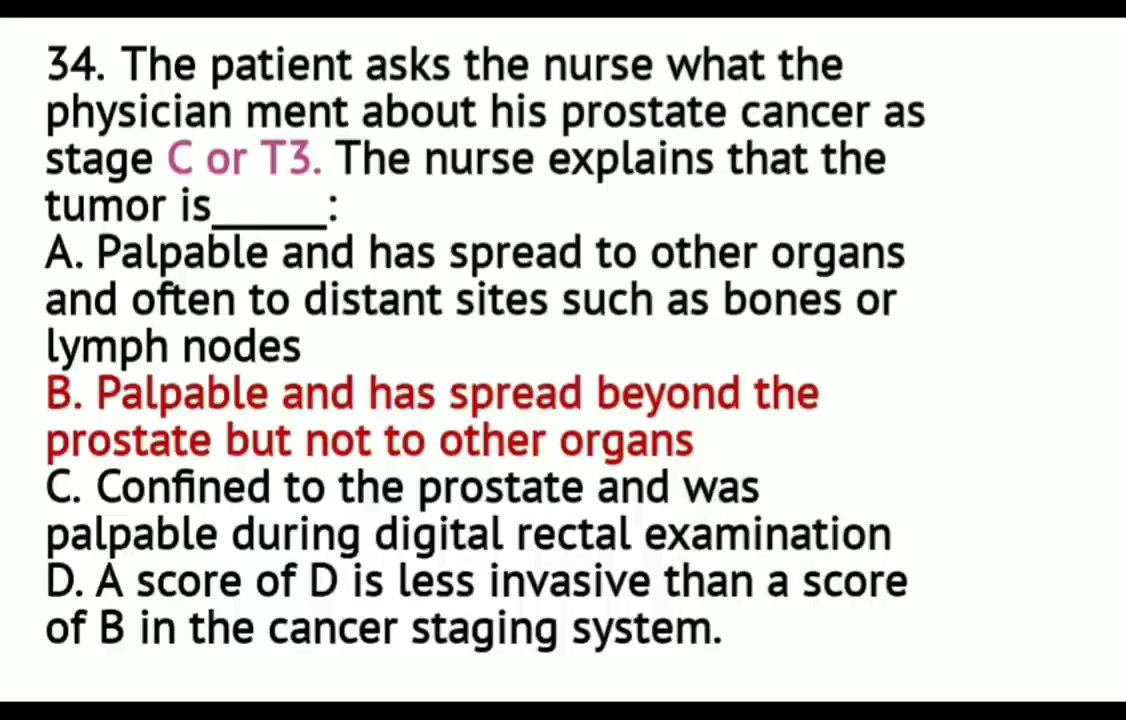 34. The patient asks the nurse what the
physician ment about his prostate cancer as
stage C or T3. The nurse explains that the
tumor is_____:
A. Palpable and has spread to other organs
and often to distant sites such as bones or
lymph nodes
B. Palpable and has spread beyond the
prostate but not to other organs
C. Confined to the prostate and was
palpable during digital rectal examination
D. A score of D is less invasive than a score
of B in the cancer staging system.